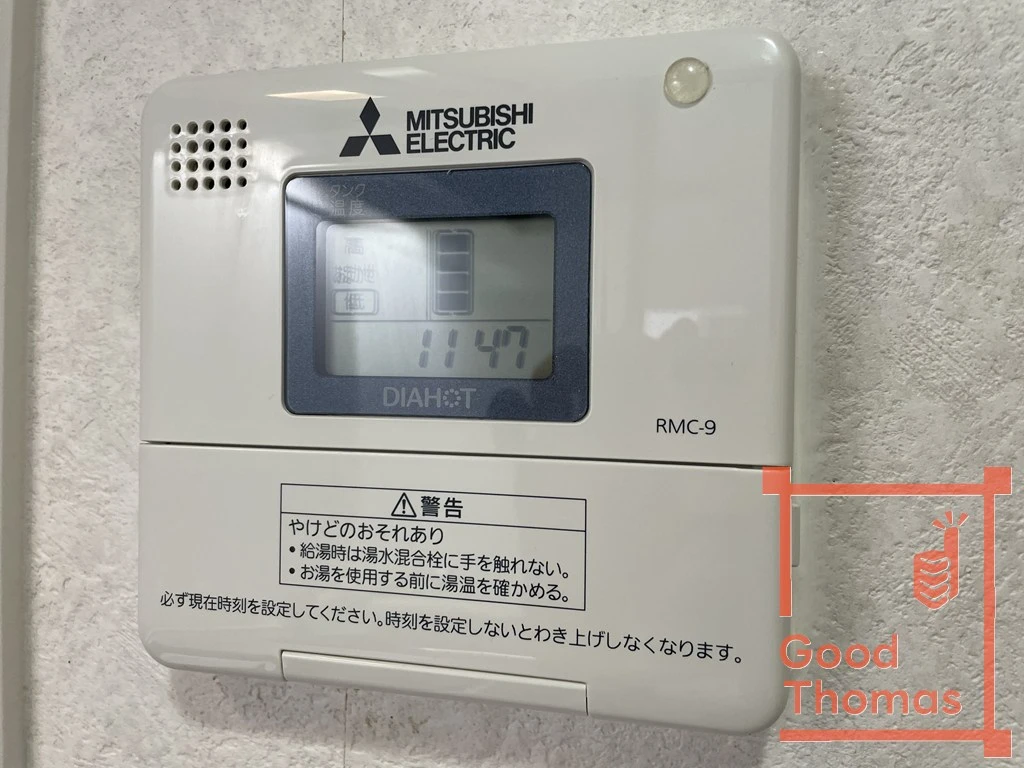 MITSUBISHI
ELECTRIC
タンク
温度
高
低
11 47
DIAHOT
RMC-9
警告
やけどのおそれあり
• 給湯時は湯水混合栓に手を触れない。
• お湯を使用する前に湯温を確かめる。
必ず現在時刻を設定してください。時刻を設定しないとわき上げしなくなります。
Good
Thomas